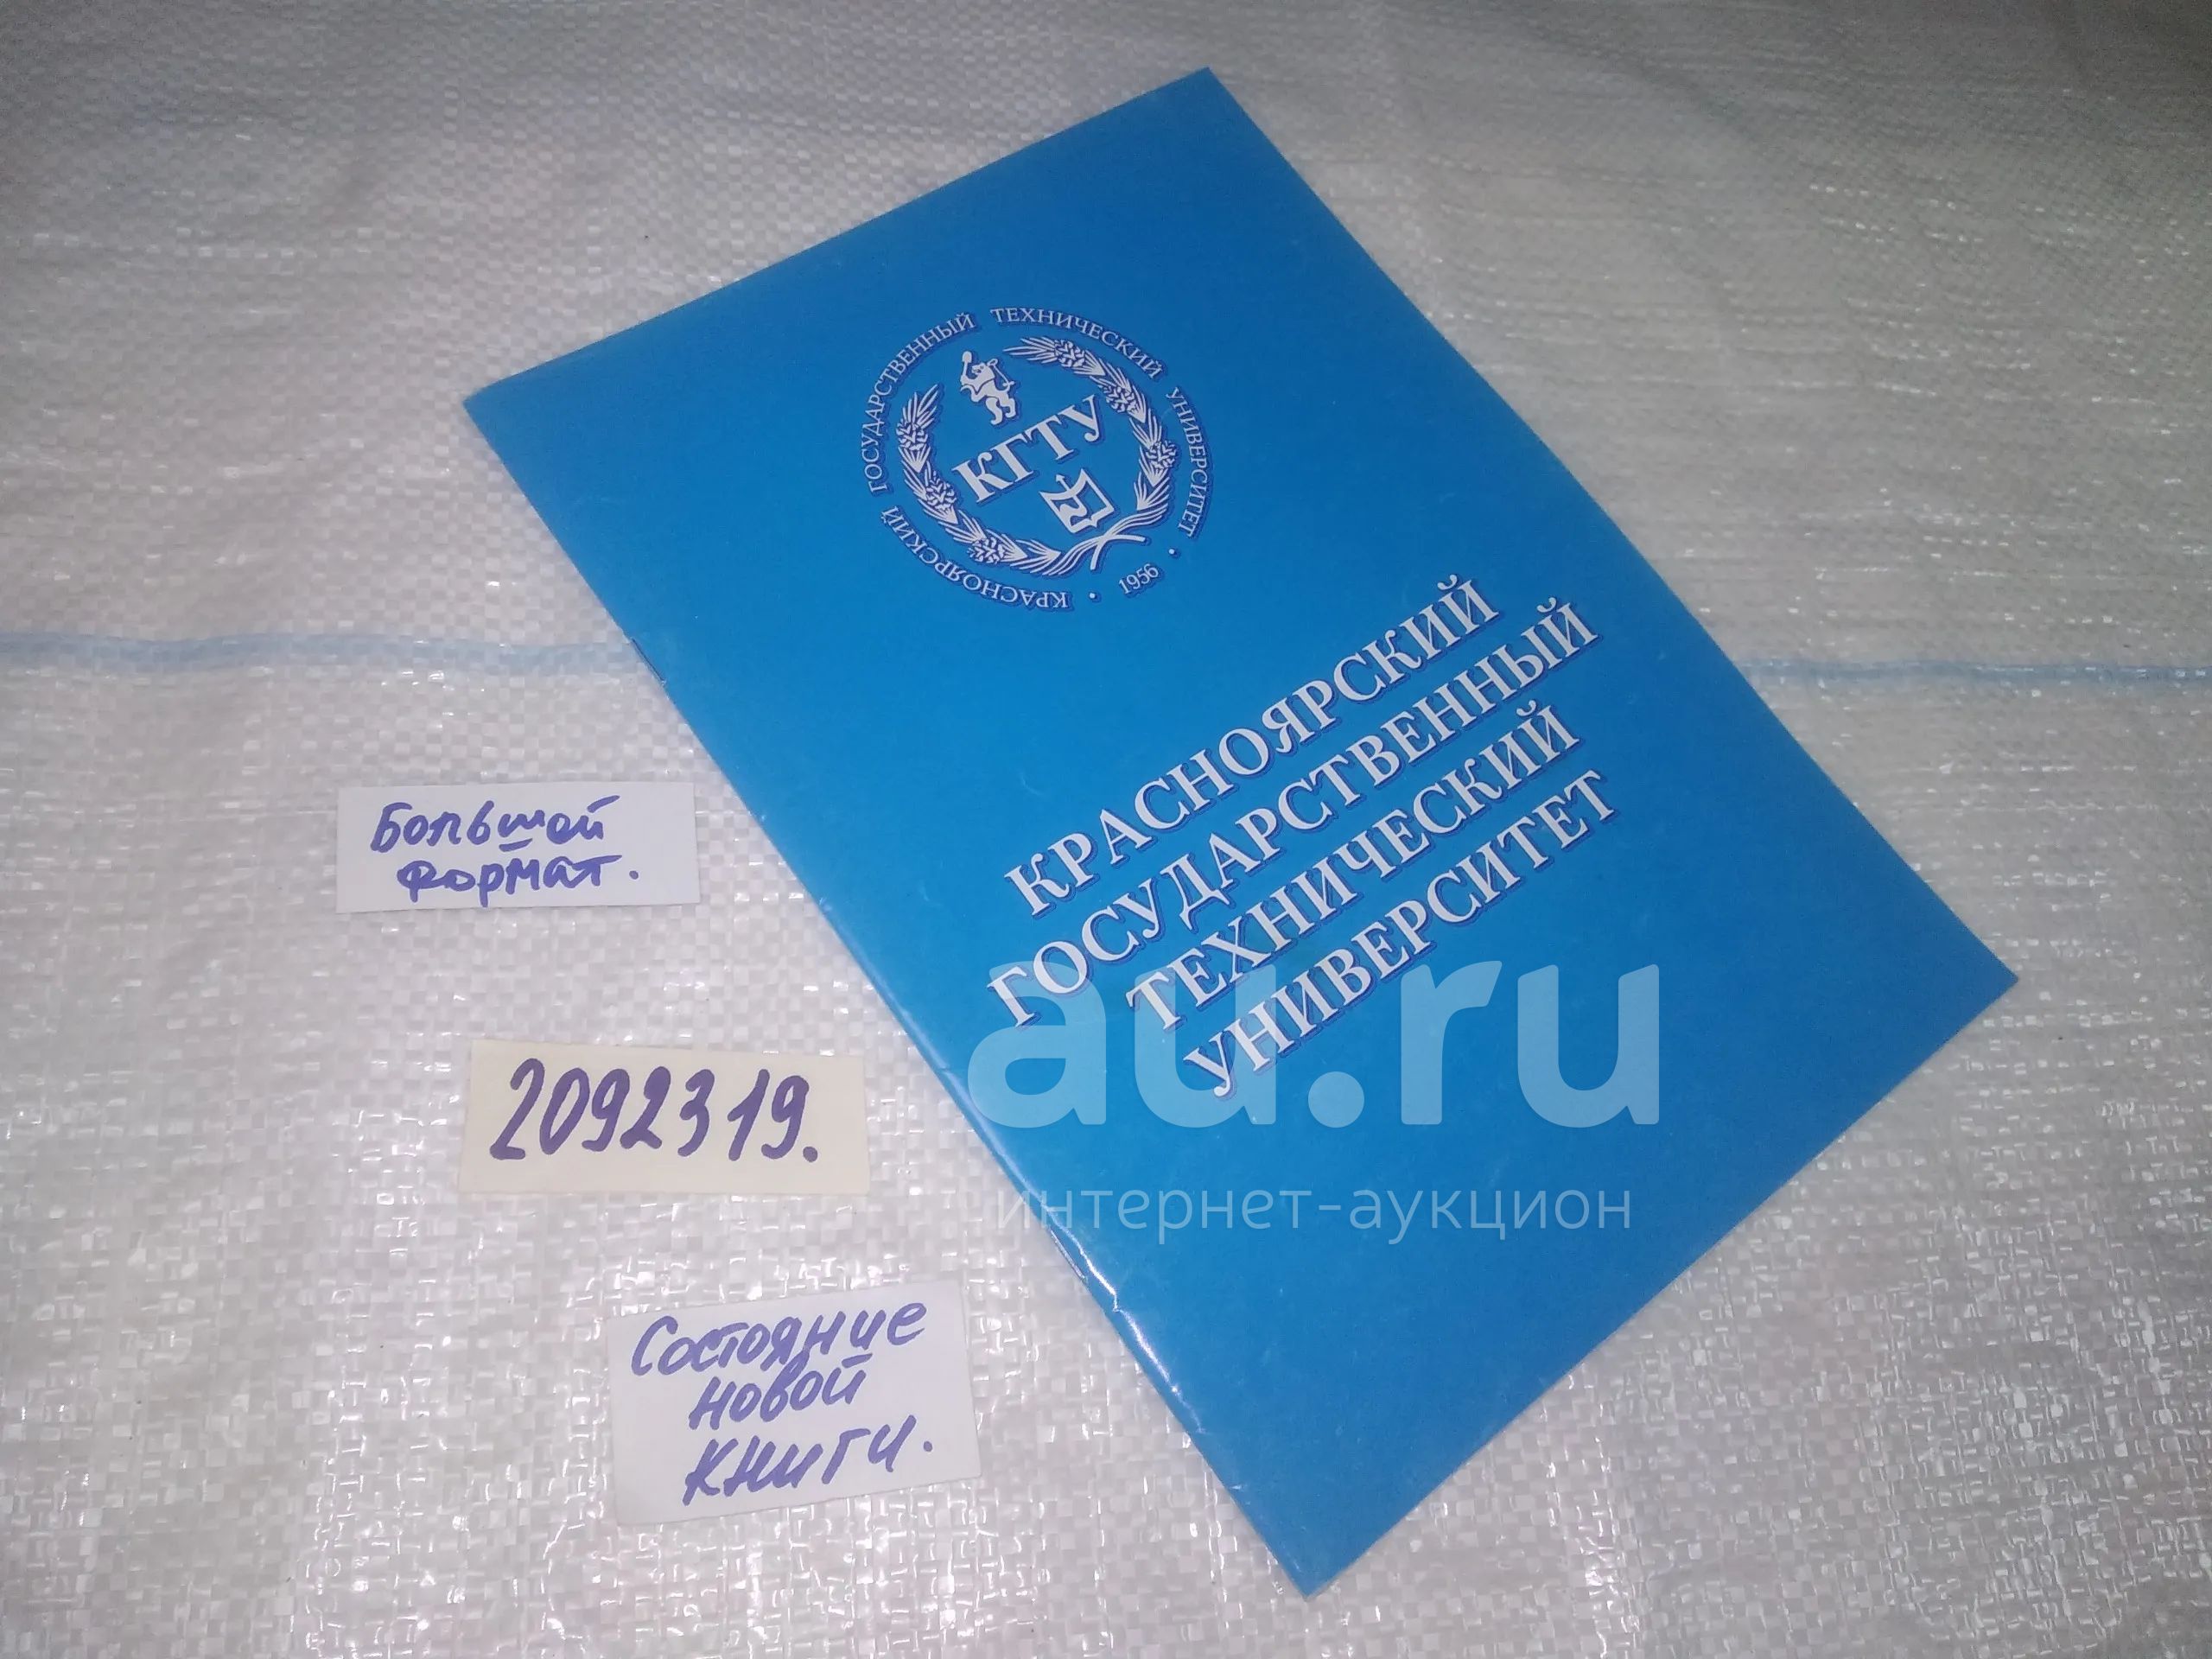 КРАСНОЯРСКИЙ ГОСУДАРСТВЕННЫЙ ТЕХНИЧЕСКИЙ УНИВЕРСИТЕТ
• 1956 •
КГТУ
КРАСНОЯРСКИЙ
ГОСУДАРСТВЕННЫЙ
ТЕХНИЧЕСКИЙ
УНИВЕРСИТЕТ
Большой
формат.
2092319.
Состояние
новой
книги.
au.ru
интернет-аукцион